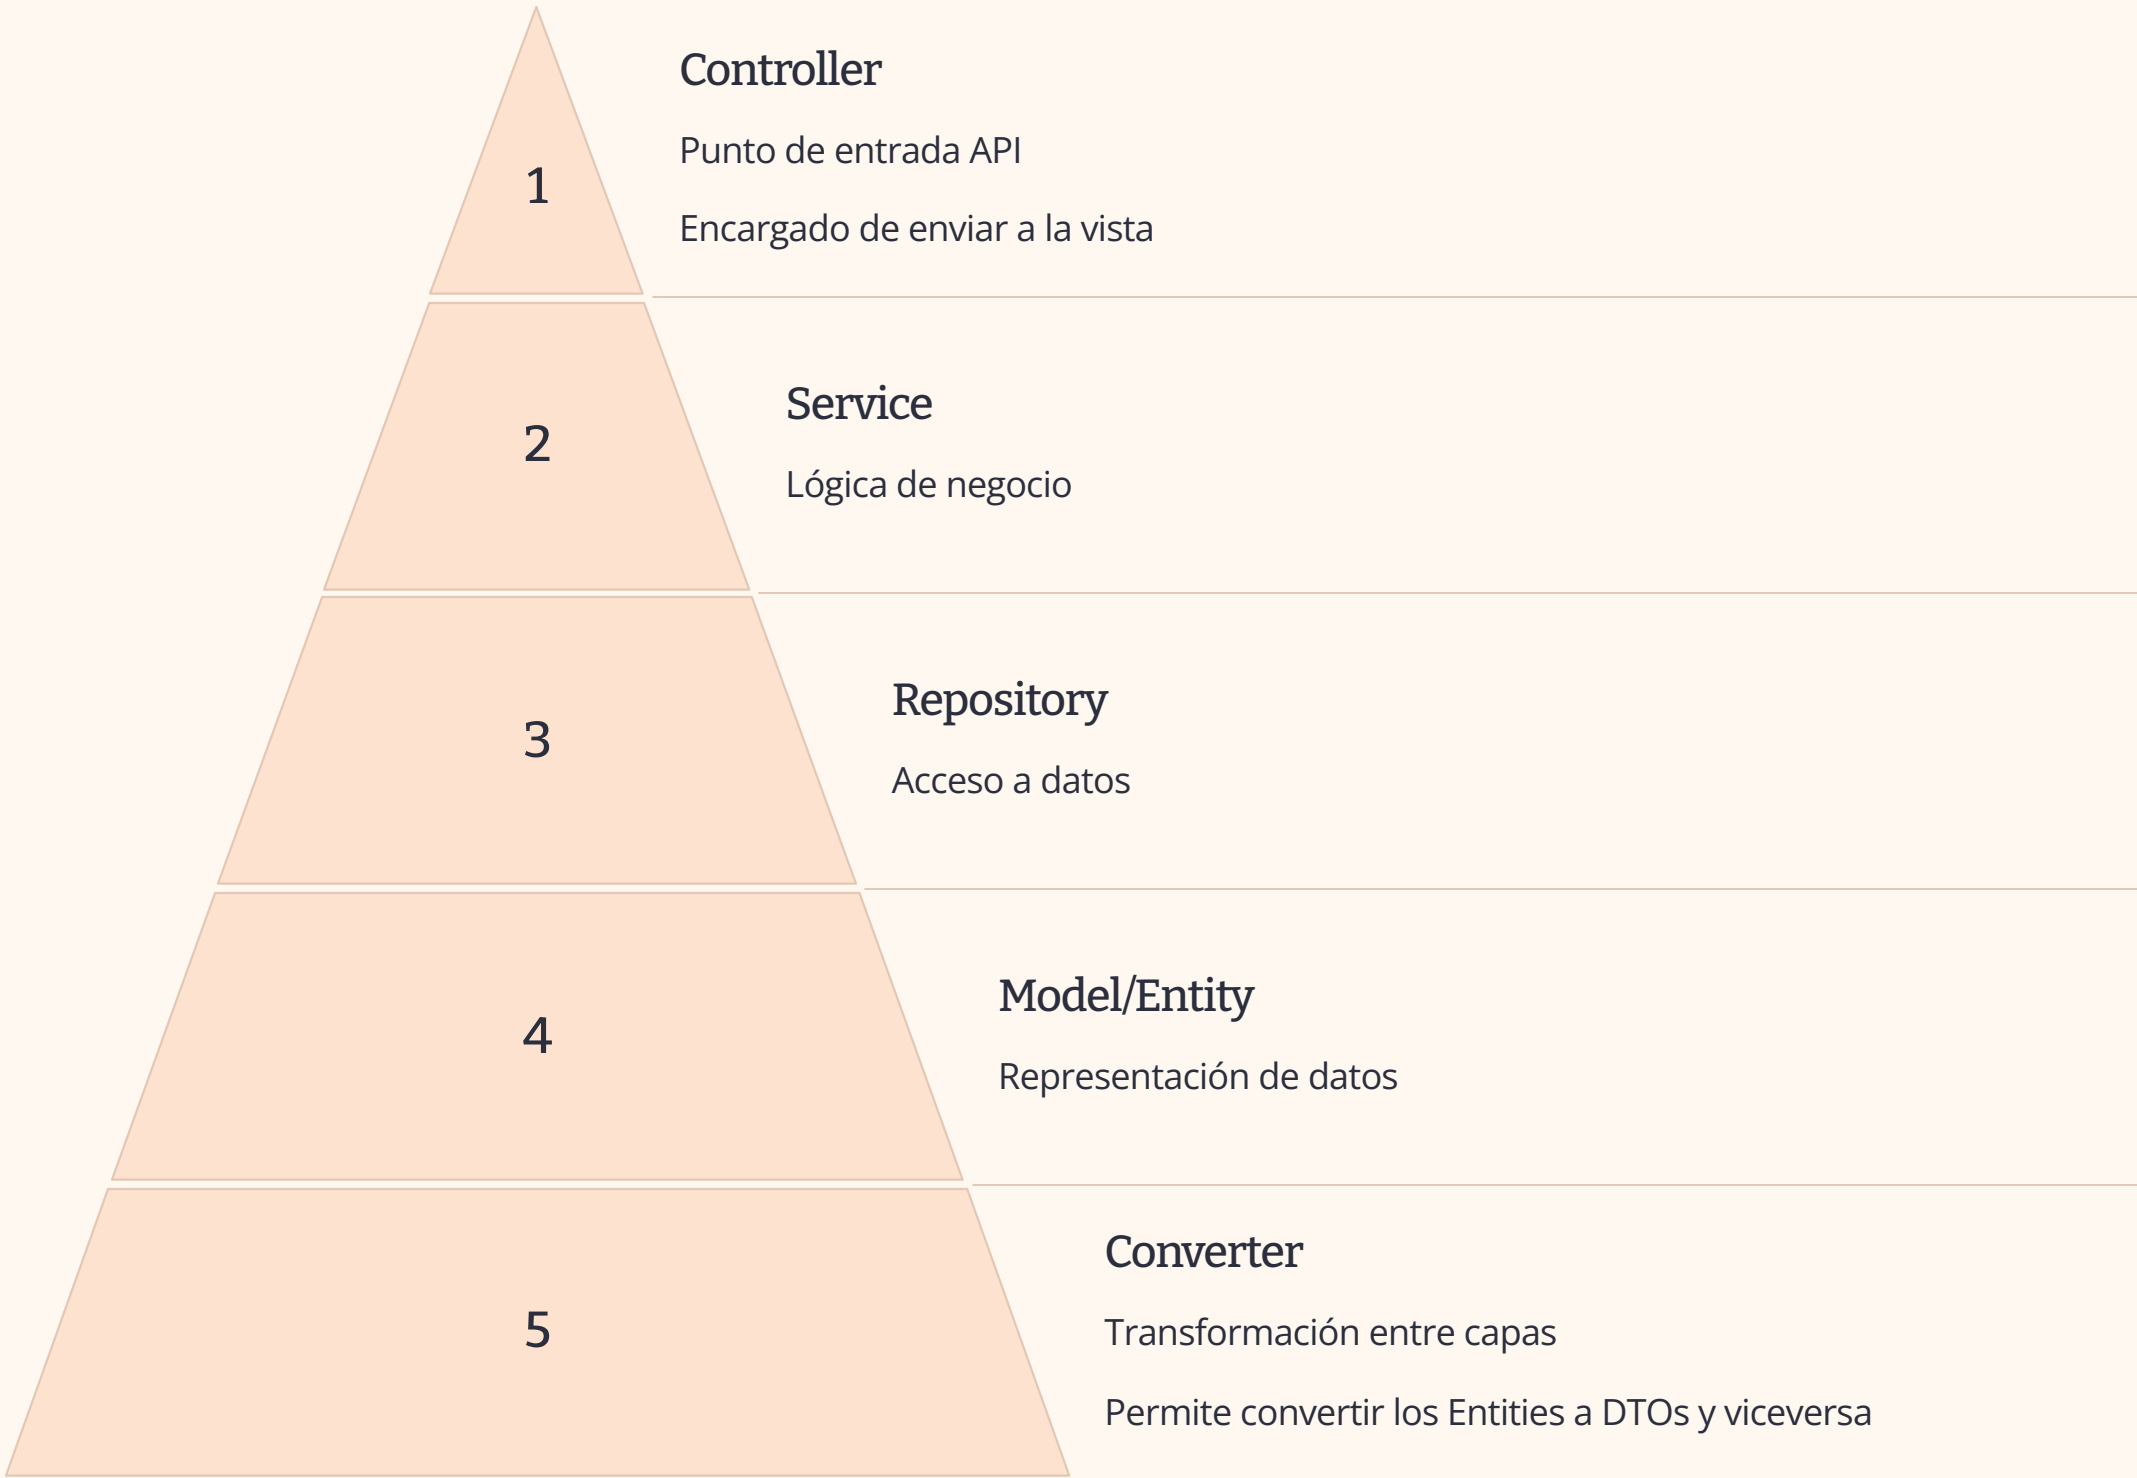 1
Controller
Punto de entrada API
Encargado de enviar a la vista
2
Service
Lógica de negocio
3
Repository
Acceso a datos
4
Model/Entity
Representación de datos
5
Converter
Transformación entre capas
Permite convertir los Entities a DTOs y viceversa